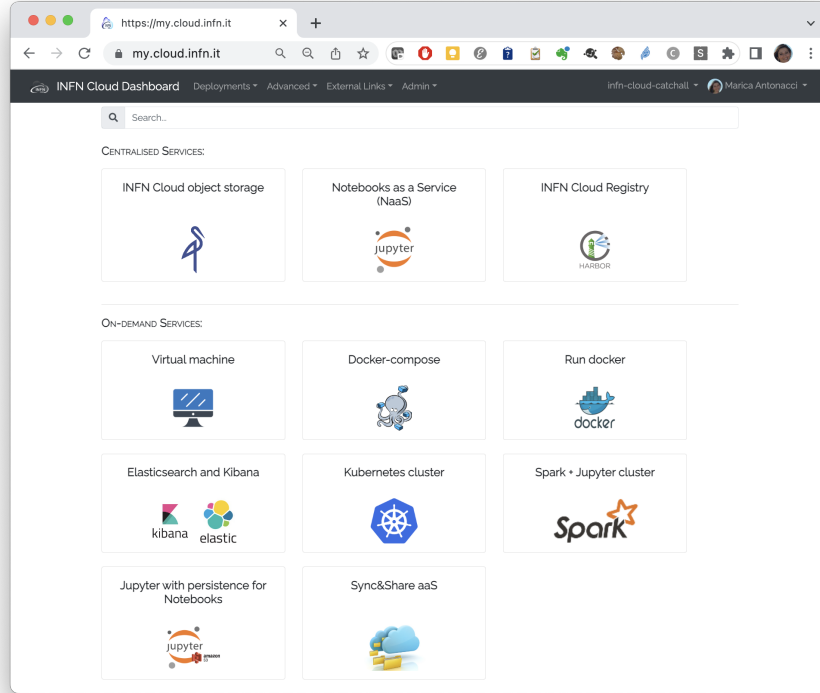 https://my.cloud.infn.it
my.cloud.infn.it
INFN Cloud Dashboard Deployments Advanced External Links Admin infn-cloud-catchall Marica Antonacci
Search..
CENTRALISED SERVICES:
INFN Cloud object storage
Notebooks as a Service
(NaaS)
jupyter
INFN Cloud Registry
HARBOR
ON-DEMAND SERVICES:
Virtual machine
Docker-compose
Run docker
docker
Elasticsearch and Kibana
kibana
elastic
Kubernetes cluster
Spark + Jupyter cluster
Spark
Jupyter with persistence for
Notebooks
jupyter
Sync&Share aaS